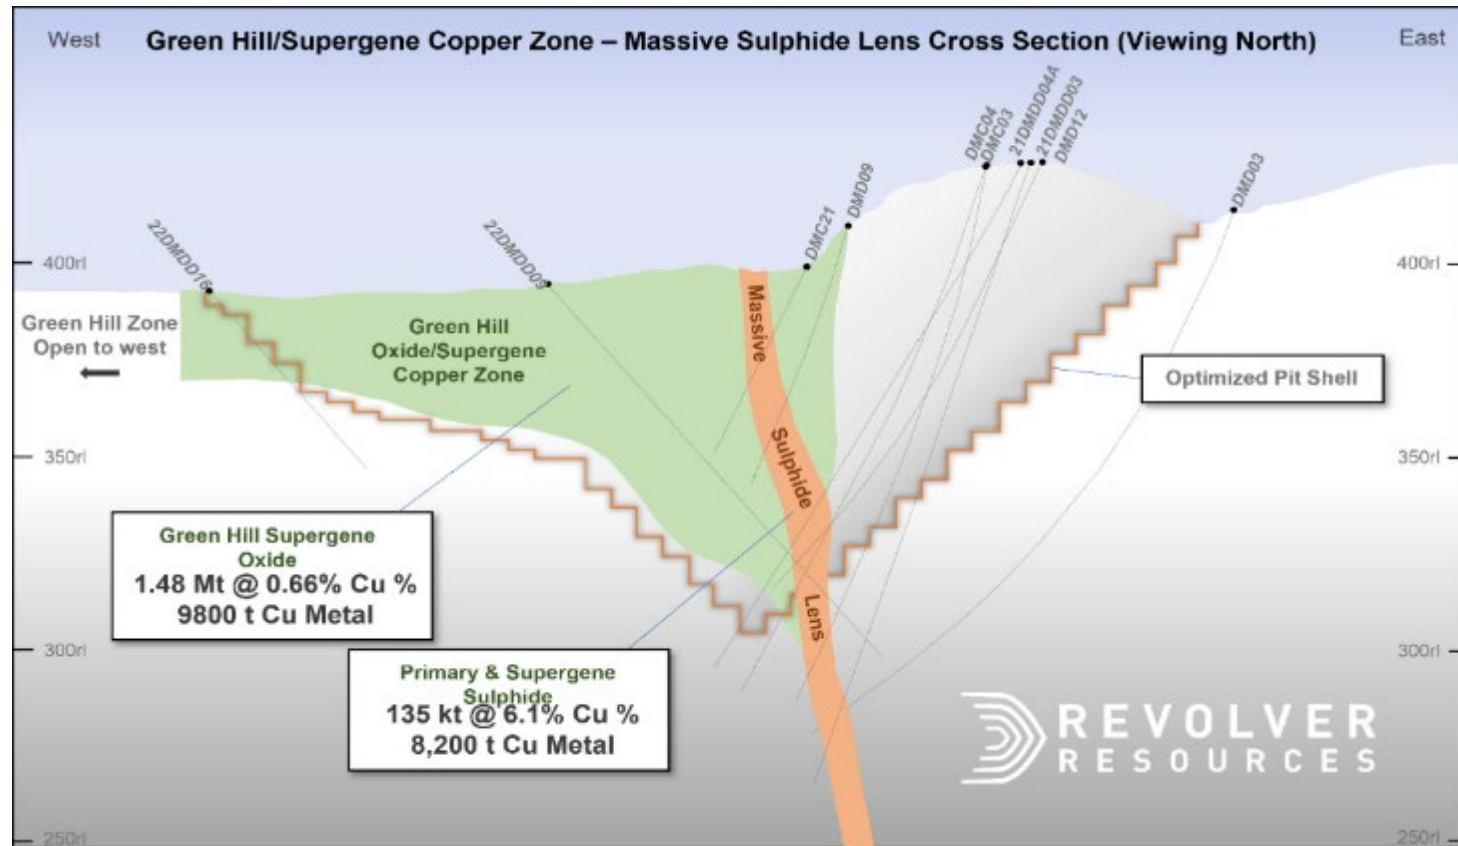 West
Green Hill/Supergene Copper Zone – Massive Sulphide Lens Cross Section (Viewing North)
East
22DMDD16
22DMDD09
DMC21
DMD09
DMC04
DMC03
21DMDD04A
21DMDD03
DMD12
DMD03
400rl
400rl
Green Hill Zone
Open to west
Green Hill
Oxide/Supergene
Copper Zone
Massive
Sulphide
Lens
Optimized Pit Shell
350rl
350rl
Green Hill Supergene
Oxide
1.48 Mt @ 0.66% Cu %
9800 t Cu Metal
300rl
300rl
Primary & Supergene
Sulphide
135 kt @ 6.1% Cu %
8,200 t Cu Metal
REVOLVER
RESOURCES
250rl
250rl